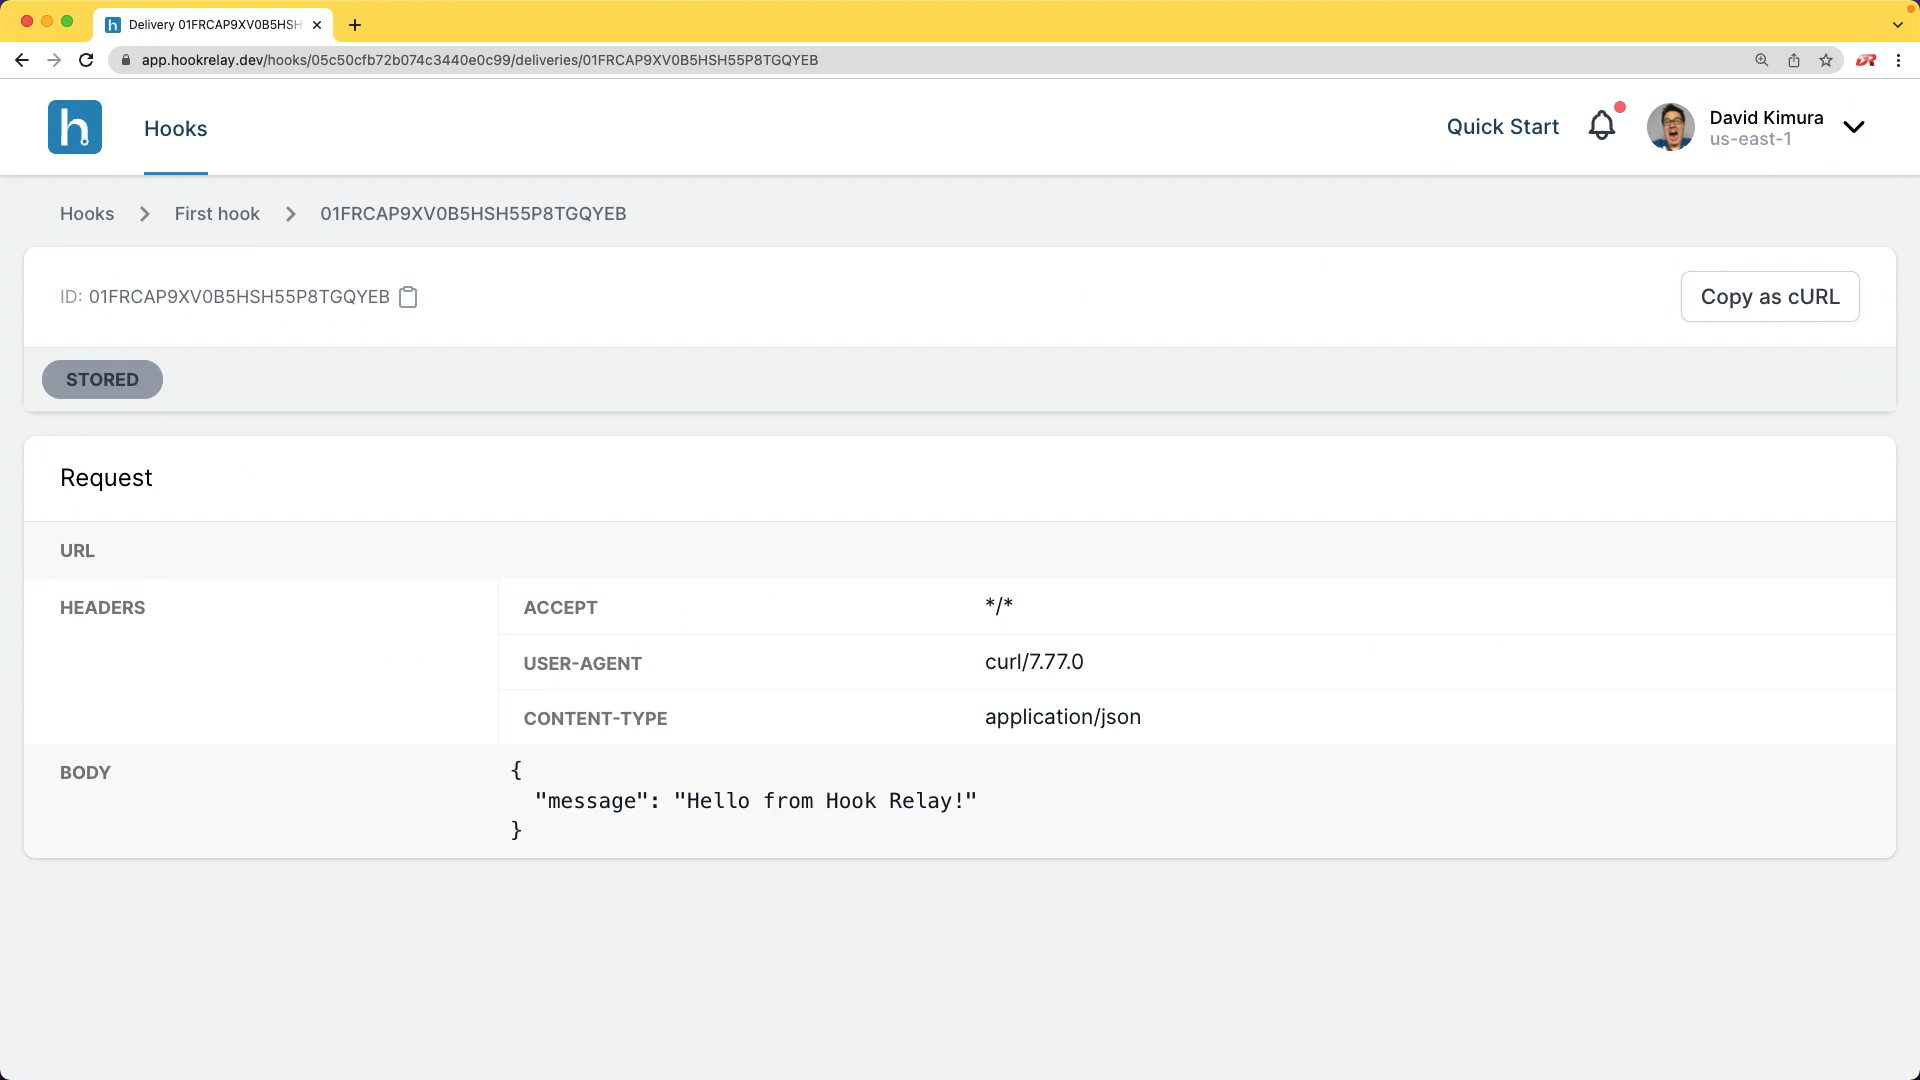 Delivery 01FRCAP9XV0B5HSH
app.hookrelay.dev/hooks/05c50cfb72b074c3440e0c99/deliveries/01FRCAP9XV0B5HSH55P8TGQYEB
h
Hooks
Quick Start
David Kimura
us-east-1
Hooks
First hook
01FRCAP9XV0B5HSH55P8TGQYEB
ID: 01FRCAP9XV0B5HSH55P8TGQYEB
Copy as cURL
STORED
Request
URL
HEADERS
ACCEPT
*/*
USER-AGENT
curl/7.77.0
CONTENT-TYPE
application/json
BODY
{
"message": "Hello from Hook Relay!"
}